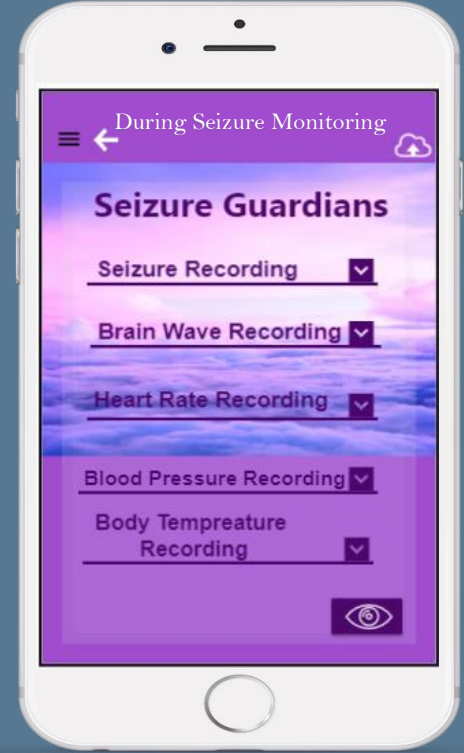 During Seizure Monitoring
Seizure Guardians
Seizure Recording
Brain Wave Recording
Heart Rate Recording
Blood Pressure Recording
Body Tempreature
Recording